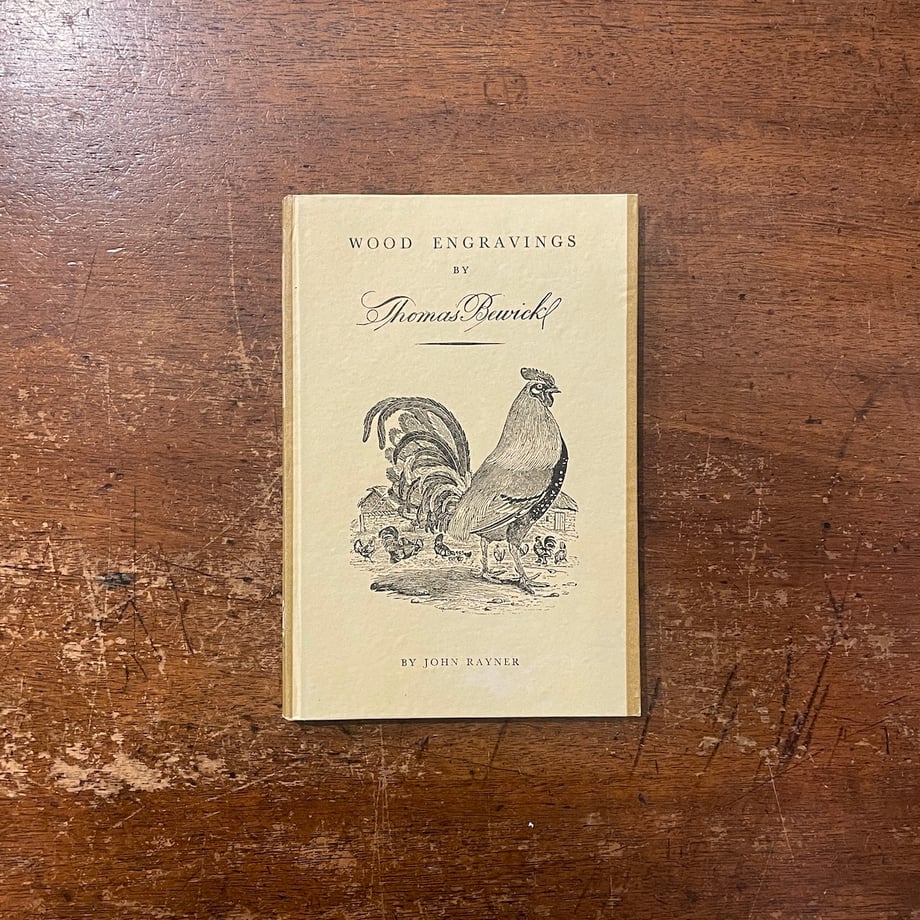 WOOD ENGRAVINGS
BY
Thomas Bewick
BY JOHN RAYNER